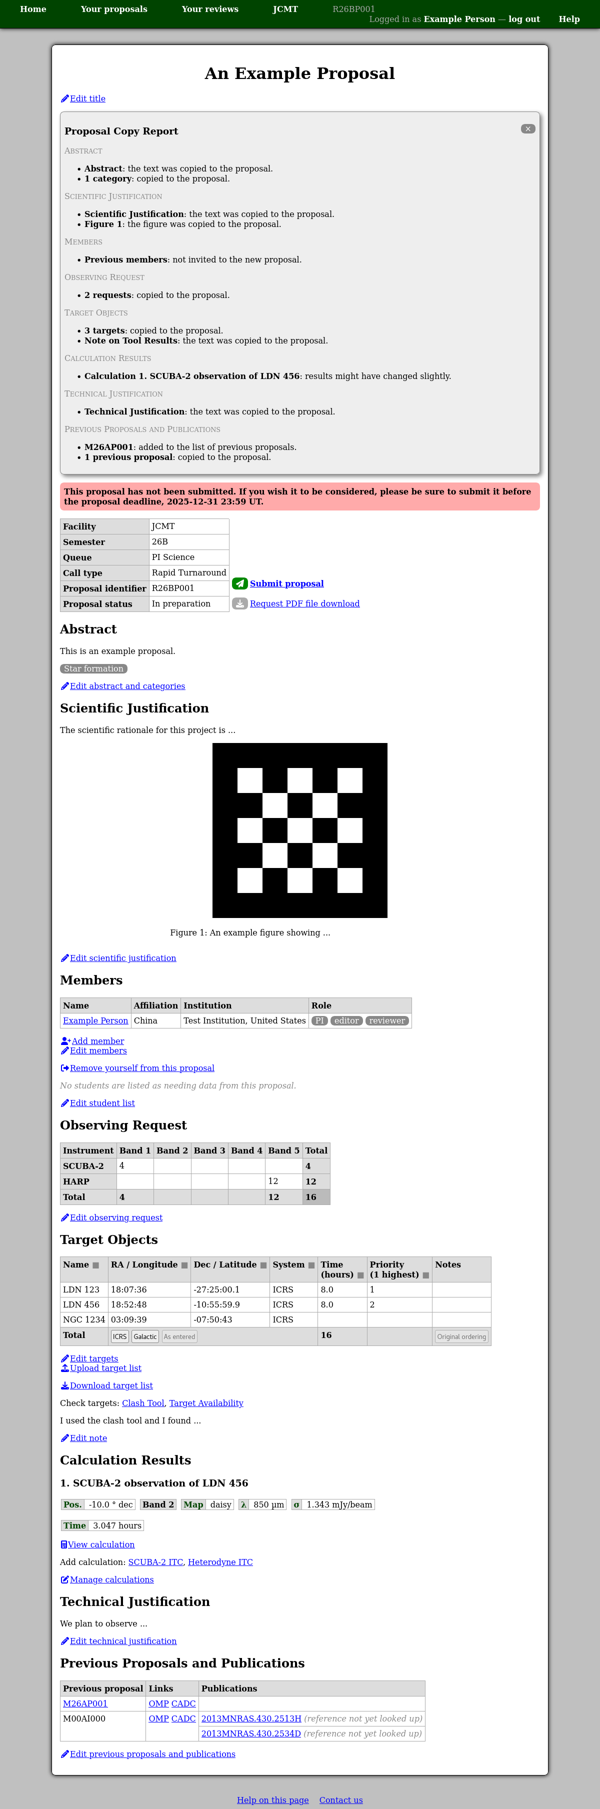 Home Your proposals Your reviews JCMT R26BP001
Logged in as Example Person — log out Help
An Example Proposal
Edit title
Proposal Copy Report ×
Abstract
• Abstract: the text was copied to the proposal.
• 1 category: copied to the proposal.
Scientific Justification
• Scientific Justification: the text was copied to the proposal.
• Figure 1: the figure was copied to the proposal.
Members
• Previous members: not invited to the new proposal.
Observing Request
• 2 requests: copied to the proposal.
Target Objects
• 3 targets: copied to the proposal.
• Note on Tool Results: the text was copied to the proposal.
Calculation Results
• Calculation 1. SCUBA-2 observation of LDN 456: results might have changed slightly.
Technical Justification
• Technical Justification: the text was copied to the proposal.
Previous Proposals and Publications
• M26AP001: added to the list of previous proposals.
• 1 previous proposal: copied to the proposal.
This proposal has not been submitted. If you wish it to be considered, please be sure to submit it before
the proposal deadline, 2025-12-31 23:59 UT.
Facility JCMT
Semester 26B
Queue PI Science
Call type Rapid Turnaround
Proposal identifier R26BP001 Submit proposal
Proposal status In preparation Request PDF file download
Abstract
This is an example proposal.
Star formation
Edit abstract and categories
Scientific Justification
The scientific rationale for this project is ...
Figure 1: An example figure showing ...
Edit scientific justification
Members
Name Affiliation Institution Role
Example Person China Test Institution, United States PI editor reviewer
Add member
Edit members
Remove yourself from this proposal
No students are listed as needing data from this proposal.
Edit student list
Observing Request
Instrument Band 1 Band 2 Band 3 Band 4 Band 5 Total
SCUBA-2 4 4
HARP 12 12
Total 4 12 16
Edit observing request
Target Objects
Name RA / Longitude Dec / Latitude System Time Priority Notes
(hours) (1 highest)
LDN 123 18:07:36 -27:25:00.1 ICRS 8.0 1
LDN 456 18:52:48 -10:55:59.9 ICRS 8.0 2
NGC 1234 03:09:39 -07:50:43 ICRS
Total ICRS Galactic As entered 16 Original ordering
Edit targets
Upload target list
Download target list
Check targets: Clash Tool, Target Availability
I used the clash tool and I found ...
Edit note
Calculation Results
1. SCUBA-2 observation of LDN 456
Pos. -10.0 ° dec Band 2 Map daisy λ 850 µm σ 1.343 mJy/beam
Time 3.047 hours
View calculation
Add calculation: SCUBA-2 ITC, Heterodyne ITC
Manage calculations
Technical Justification
We plan to observe ...
Edit technical justification
Previous Proposals and Publications
Previous proposal Links Publications
M26AP001 OMP CADC
M00AI000 OMP CADC 2013MNRAS.430.2513H (reference not yet looked up)
2013MNRAS.430.2534D (reference not yet looked up)
Edit previous proposals and publications
Help on this page Contact us